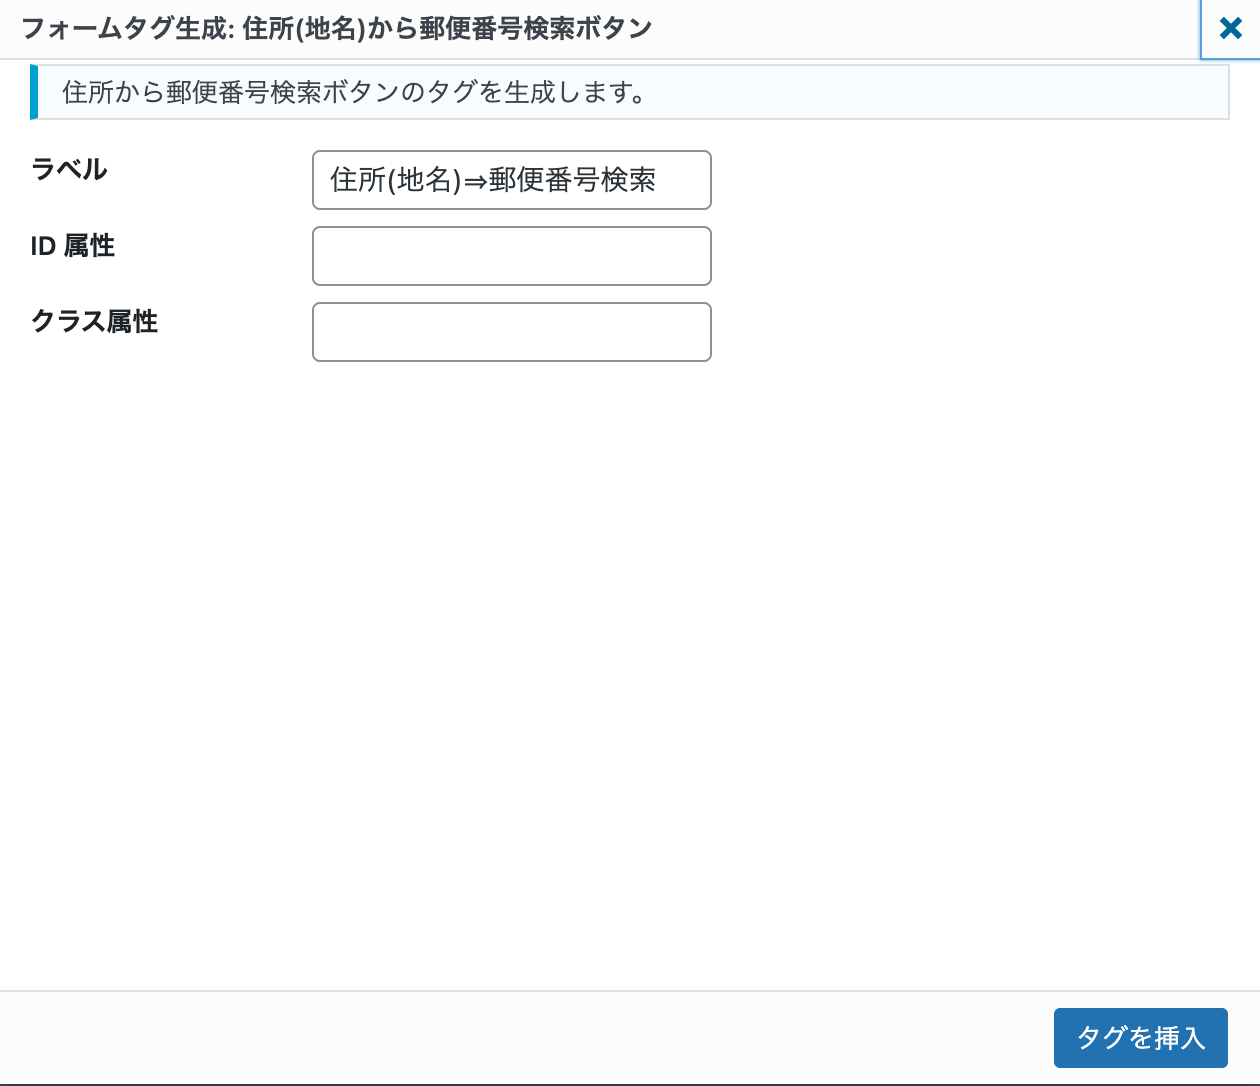 フォームタグ生成: 住所(地名)から郵便番号検索ボタン
住所から郵便番号検索ボタンのタグを生成します。
ラベル
住所(地名)⇒郵便番号検索
ID 属性
クラス属性
タグを挿入